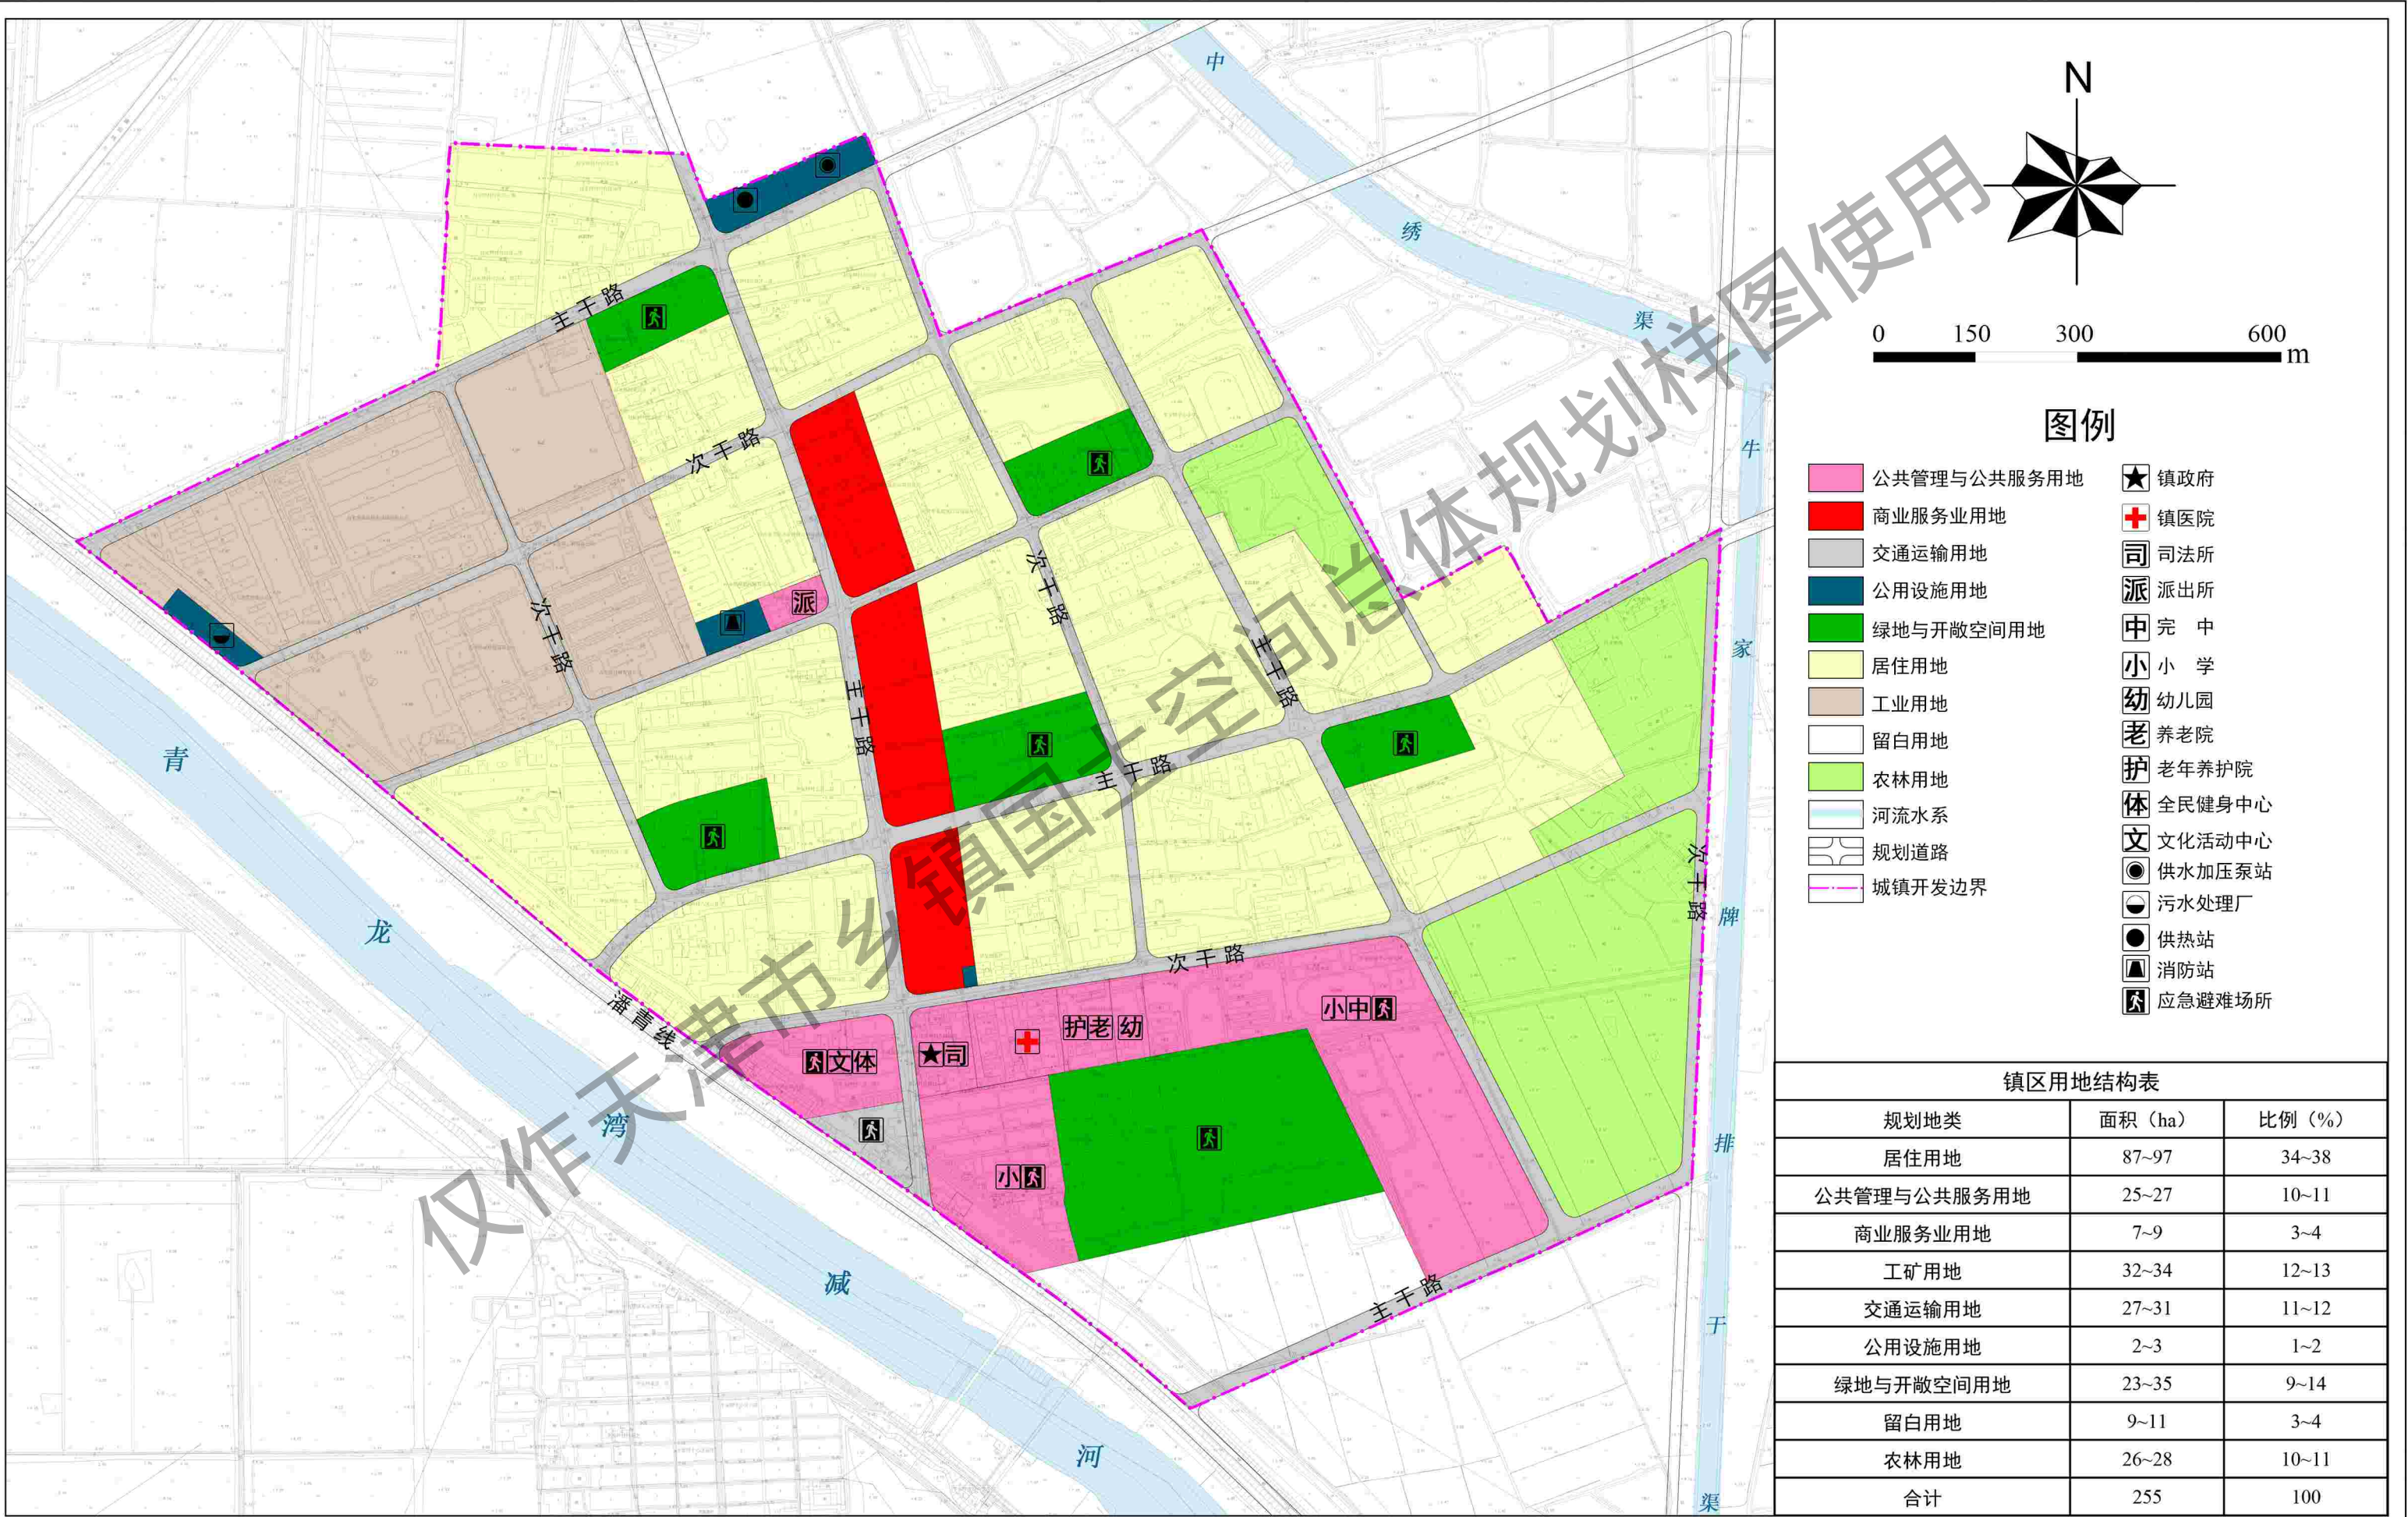 中
绣
渠
牛
家
牌
排
干
渠
青
龙
湾
减
河
主干路
次干路
次干路
主干路
次干路
主干路
主干路
次干路
次干路
潘青线
主干路
派
文体
司
护老幼
小中
小
仅作天津市乡镇国土空间总体规划样图使用
N
0 150 300 600
m
图例
公共管理与公共服务用地
商业服务业用地
交通运输用地
公用设施用地
绿地与开敞空间用地
居住用地
工业用地
留白用地
农林用地
河流水系
规划道路
城镇开发边界
镇政府
镇医院
司 司法所
派 派出所
中 完 中
小 小 学
幼 幼儿园
老 养老院
护 老年养护院
体 全民健身中心
文 文化活动中心
供水加压泵站
污水处理厂
供热站
消防站
应急避难场所
镇区用地结构表
规划地类 面积（ha） 比例（%）
居住用地 87~97 34~38
公共管理与公共服务用地 25~27 10~11
商业服务业用地 7~9 3~4
工矿用地 32~34 12~13
交通运输用地 27~31 11~12
公用设施用地 2~3 1~2
绿地与开敞空间用地 23~35 9~14
留白用地 9~11 3~4
农林用地 26~28 10~11
合计 255 100